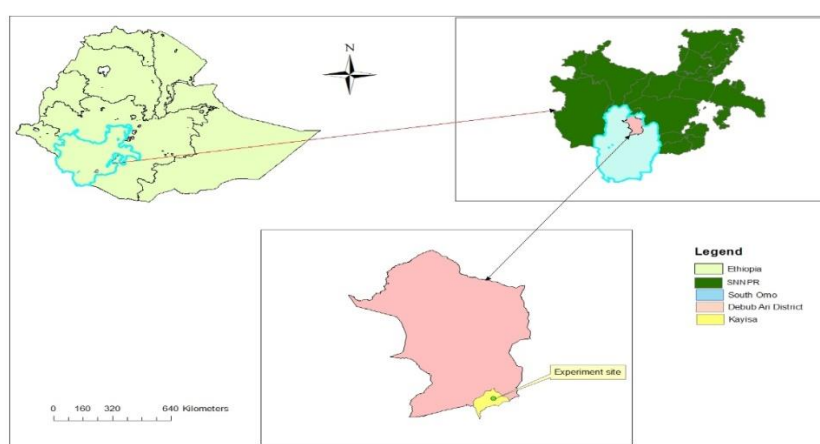 N
Legend
Ethiopia
SNNPR
South Omo
Debub Ari District
Kayisa
Experiment site
0 160 320 640 Kilometers